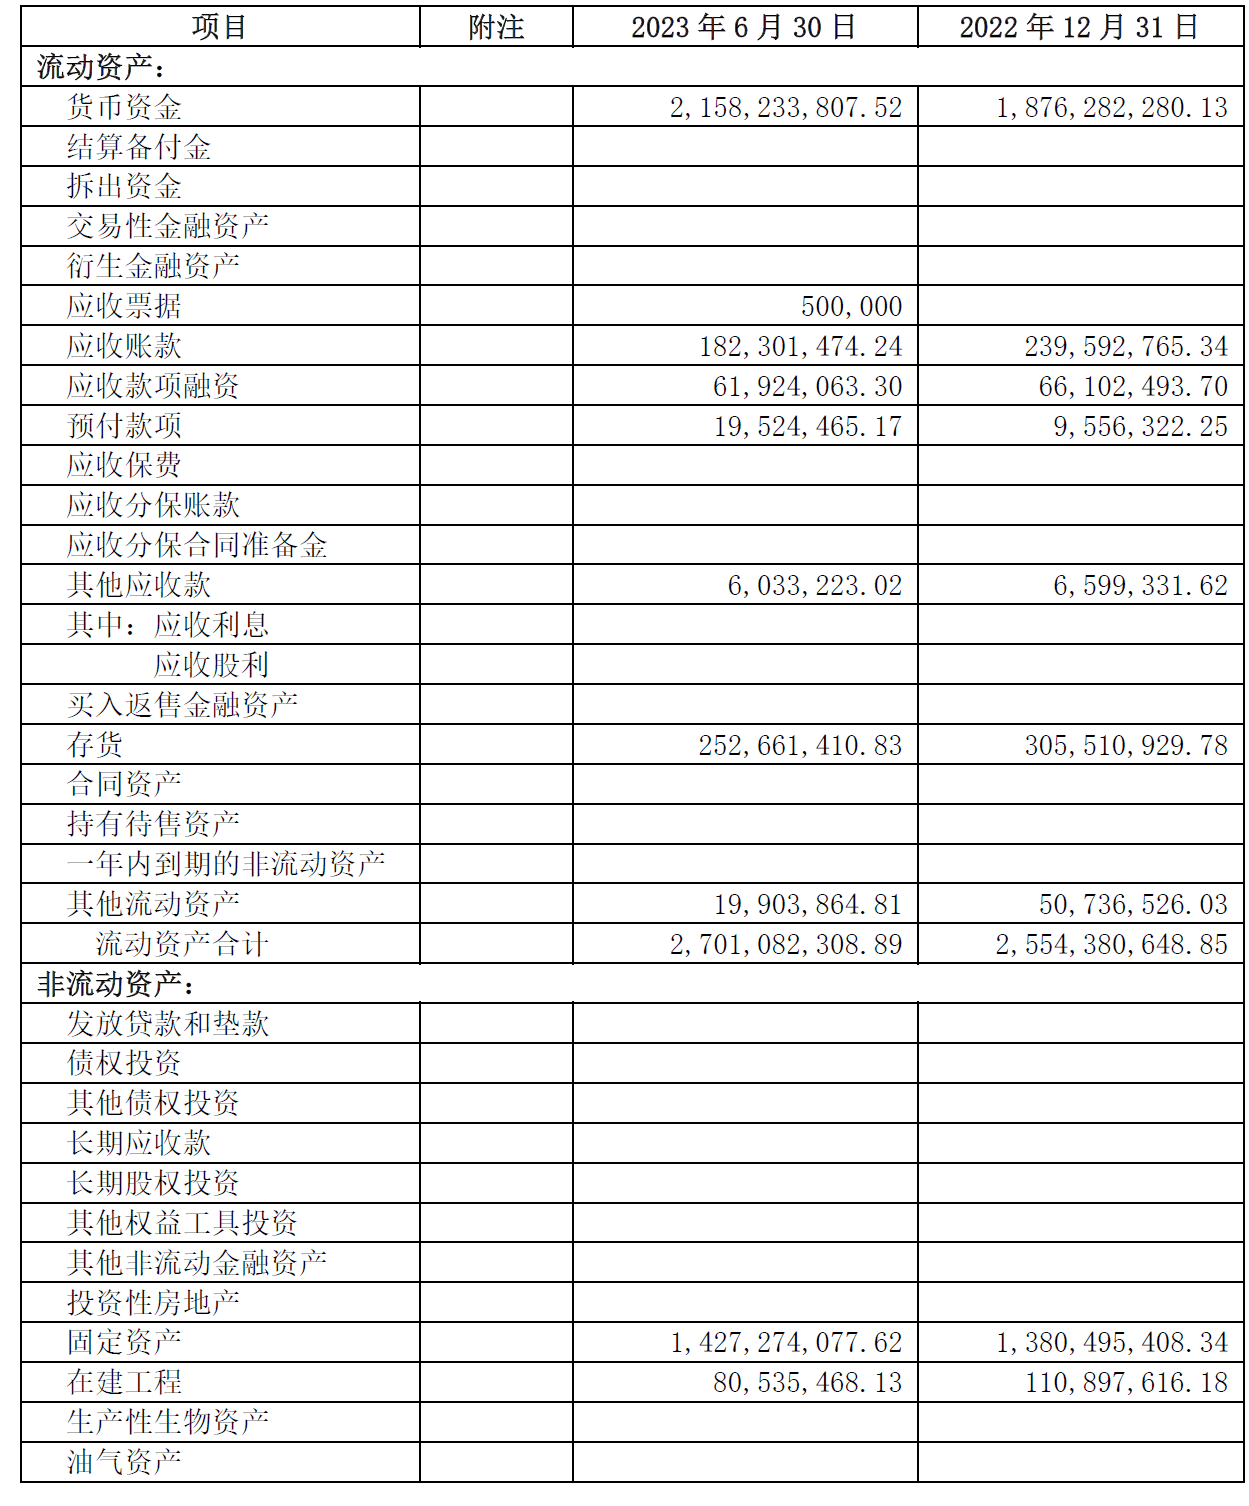 项目 附注 2023 年 6 月 30 日 2022 年 12 月 31 日
流动资产：
货币资金 2,158,233,807.52 1,876,282,280.13
结算备付金
拆出资金
交易性金融资产
衍生金融资产
应收票据 500,000
应收账款 182,301,474.24 239,592,765.34
应收款项融资 61,924,063.30 66,102,493.70
预付款项 19,524,465.17 9,556,322.25
应收保费
应收分保账款
应收分保合同准备金
其他应收款 6,033,223.02 6,599,331.62
其中：应收利息
应收股利
买入返售金融资产
存货 252,661,410.83 305,510,929.78
合同资产
持有待售资产
一年内到期的非流动资产
其他流动资产 19,903,864.81 50,736,526.03
流动资产合计 2,701,082,308.89 2,554,380,648.85
非流动资产：
发放贷款和垫款
债权投资
其他债权投资
长期应收款
长期股权投资
其他权益工具投资
其他非流动金融资产
投资性房地产
固定资产 1,427,274,077.62 1,380,495,408.34
在建工程 80,535,468.13 110,897,616.18
生产性生物资产
油气资产